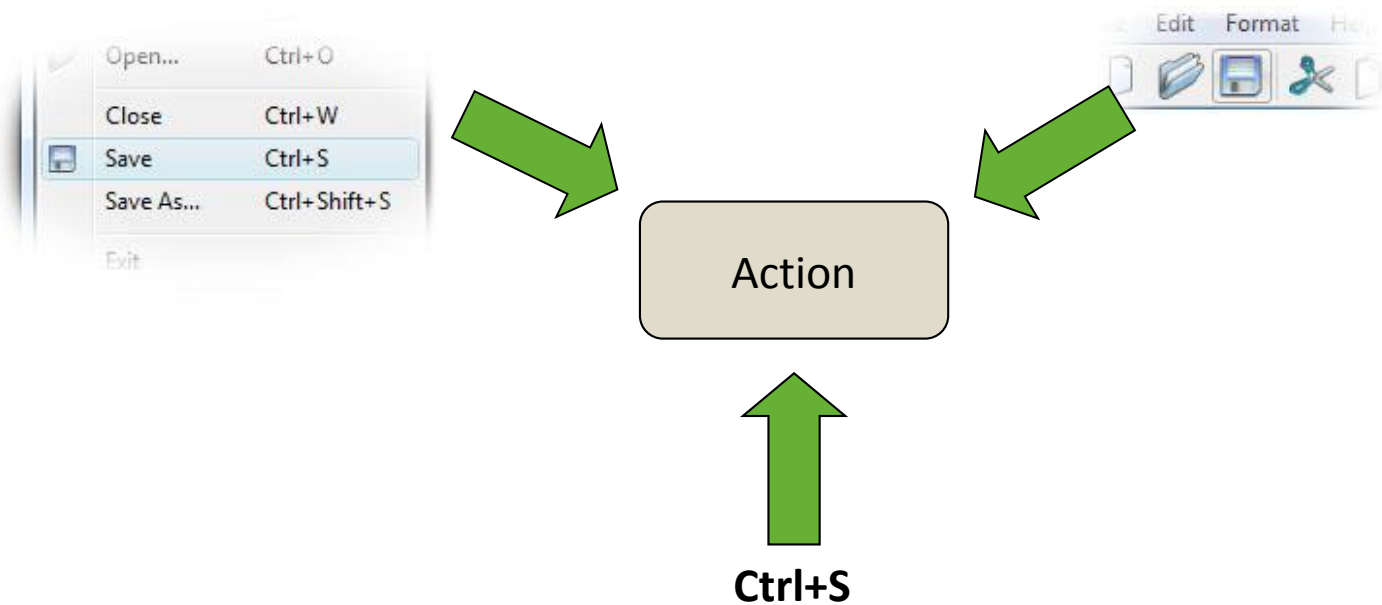 Open... Ctrl+O
Close Ctrl+W
Save Ctrl+S
Save As... Ctrl+Shift+S
Exit
Edit Format
Action
Ctrl+S